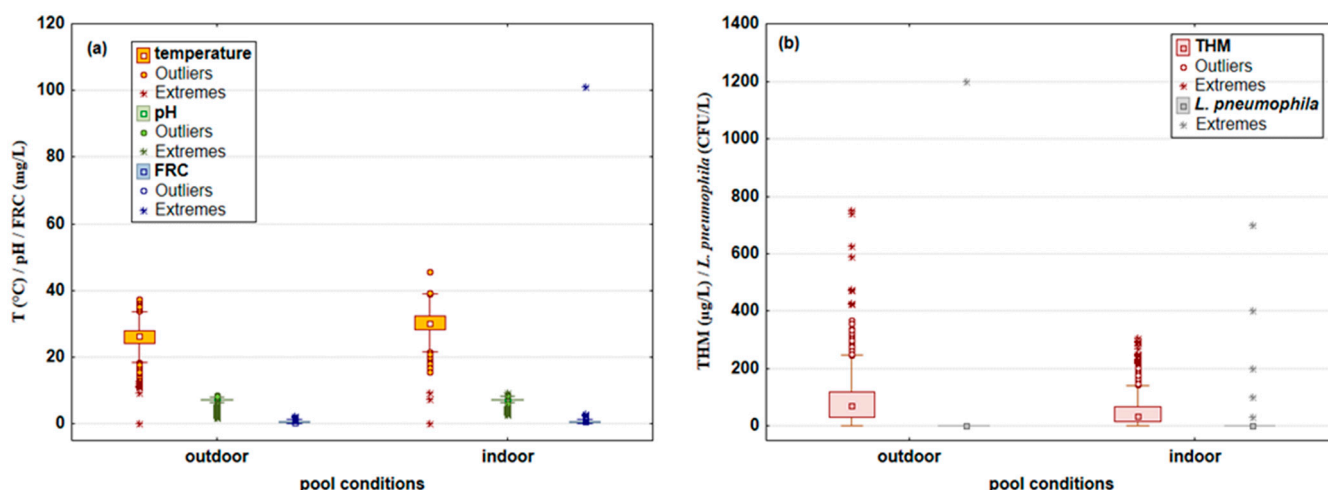 (a)
temperature
Outliers
Extremes
pH
Outliers
Extremes
FRC
Outliers
Extremes
T (°C) / pH / FRC (mg/L)
120
100
80
60
40
20
0
outdoor
indoor
pool conditions
(b)
THM
Outliers
Extremes
L. pneumophila
Extremes
THM (µg/L) / L. pneumophila (CFU/L)
1400
1200
1000
800
600
400
200
0
outdoor
indoor
pool conditions